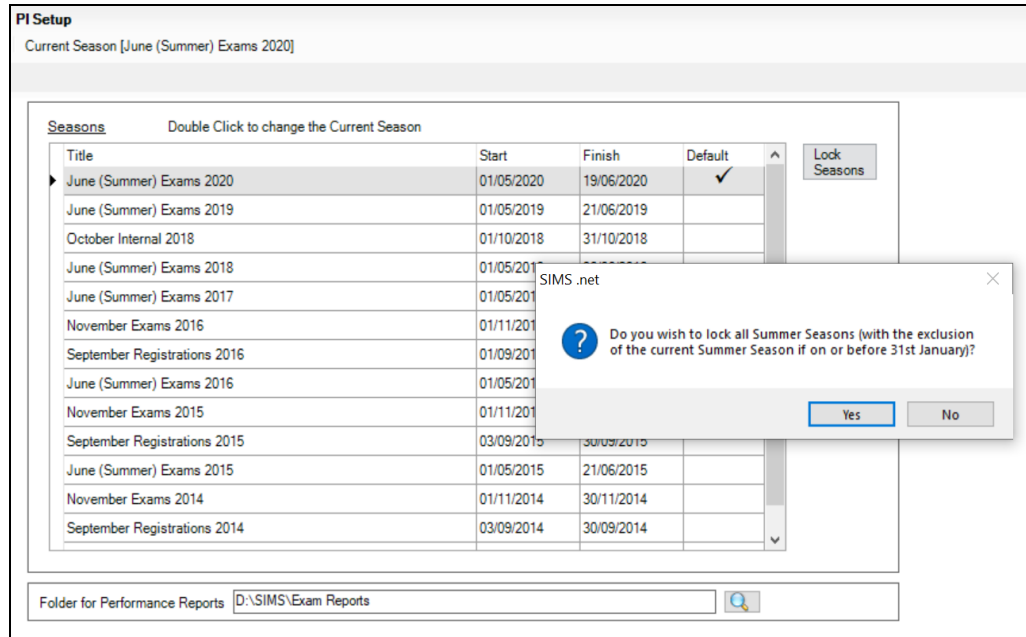 PI Setup
Current Season [June (Summer) Exams 2020]
Seasons Double Click to change the Current Season
Title Start Finish Default
Lock
Seasons
June (Summer) Exams 2020 01/05/2020 19/06/2020
June (Summer) Exams 2019 01/05/2019 21/06/2019
October Internal 2018 01/10/2018 31/10/2018
June (Summer) Exams 2018
June (Summer) Exams 2017
November Exams 2016
September Registrations 2016
June (Summer) Exams 2016
November Exams 2015
September Registrations 2015 03/09/2015 30/09/2015
June (Summer) Exams 2015 01/05/2015 21/06/2015
November Exams 2014 01/11/2014 30/11/2014
September Registrations 2014 03/09/2014 30/09/2014
SIMS .net
Do you wish to lock all Summer Seasons (with the exclusion
of the current Summer Season if on or before 31st January)?
Yes No
Folder for Performance Reports D:\SIMS\Exam Reports